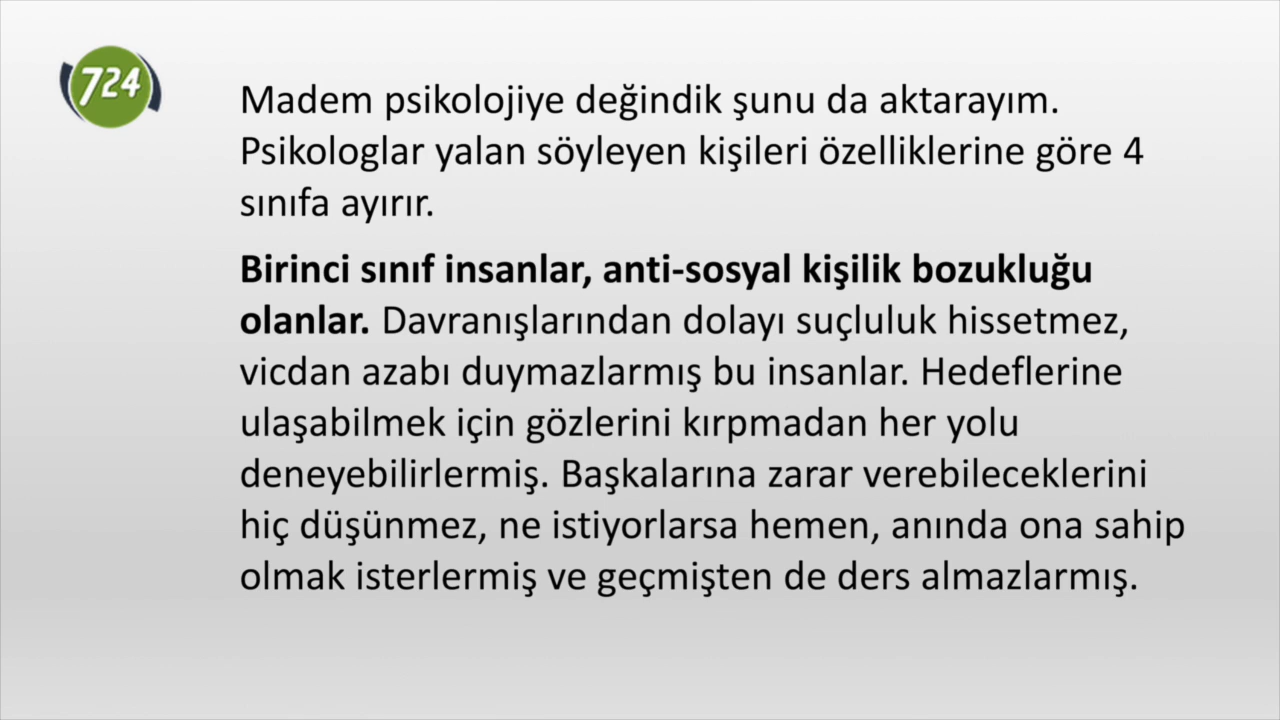 724
Madem psikolojiye değindik şunu da aktarayım.
Psikologlar yalan söyleyen kişileri özelliklerine göre 4
sınıfa ayırır.
Birinci sınıf insanlar, anti-sosyal kişilik bozukluğu
olanlar. Davranışlarından dolayı suçluluk hissetmez,
vicdan azabı duymazlarmış bu insanlar. Hedeflerine
ulaşabilmek için gözlerini kırpmadan her yolu
deneyebilirlermiş. Başkalarına zarar verebileceklerini
hiç düşünmez, ne istiyorlarsa hemen, anında ona sahip
olmak isterlermiş ve geçmişten de ders almazlarmış.